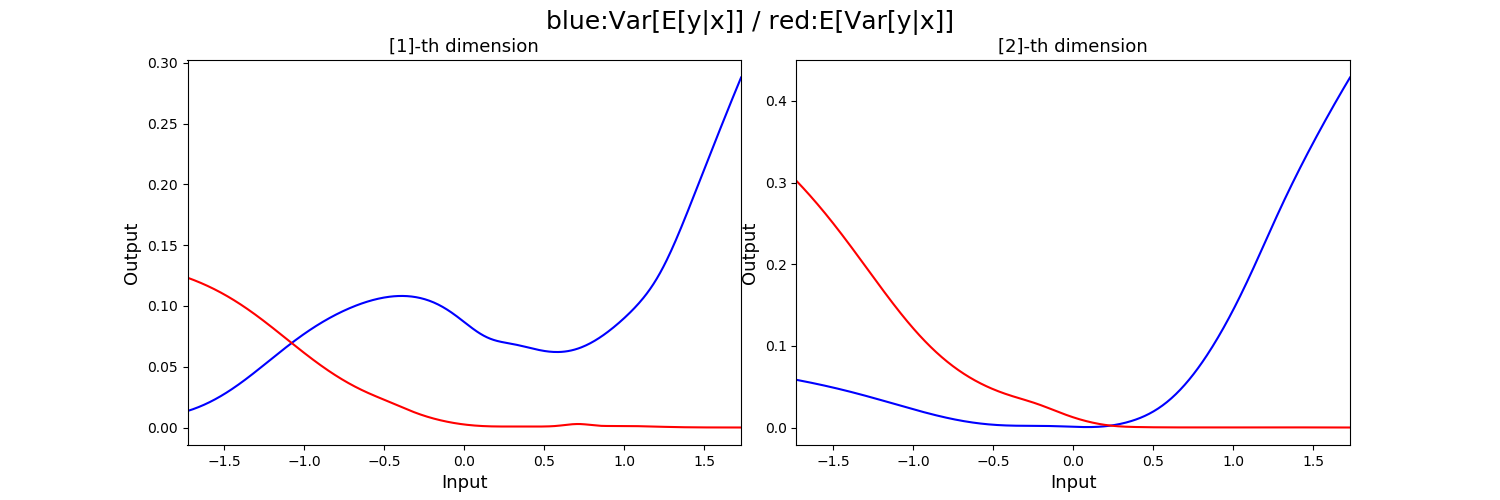 blue:Var[E[y|x]] / red:E[Var[y|x]]
[1]-th dimension
0.30
0.25
0.20
0.15
0.10
0.05
0.00
Output
−1.5 −1.0 −0.5 0.0 0.5 1.0 1.5
Input
[2]-th dimension
0.4
0.3
0.2
0.1
0.0
Output
−1.5 −1.0 −0.5 0.0 0.5 1.0 1.5
Input